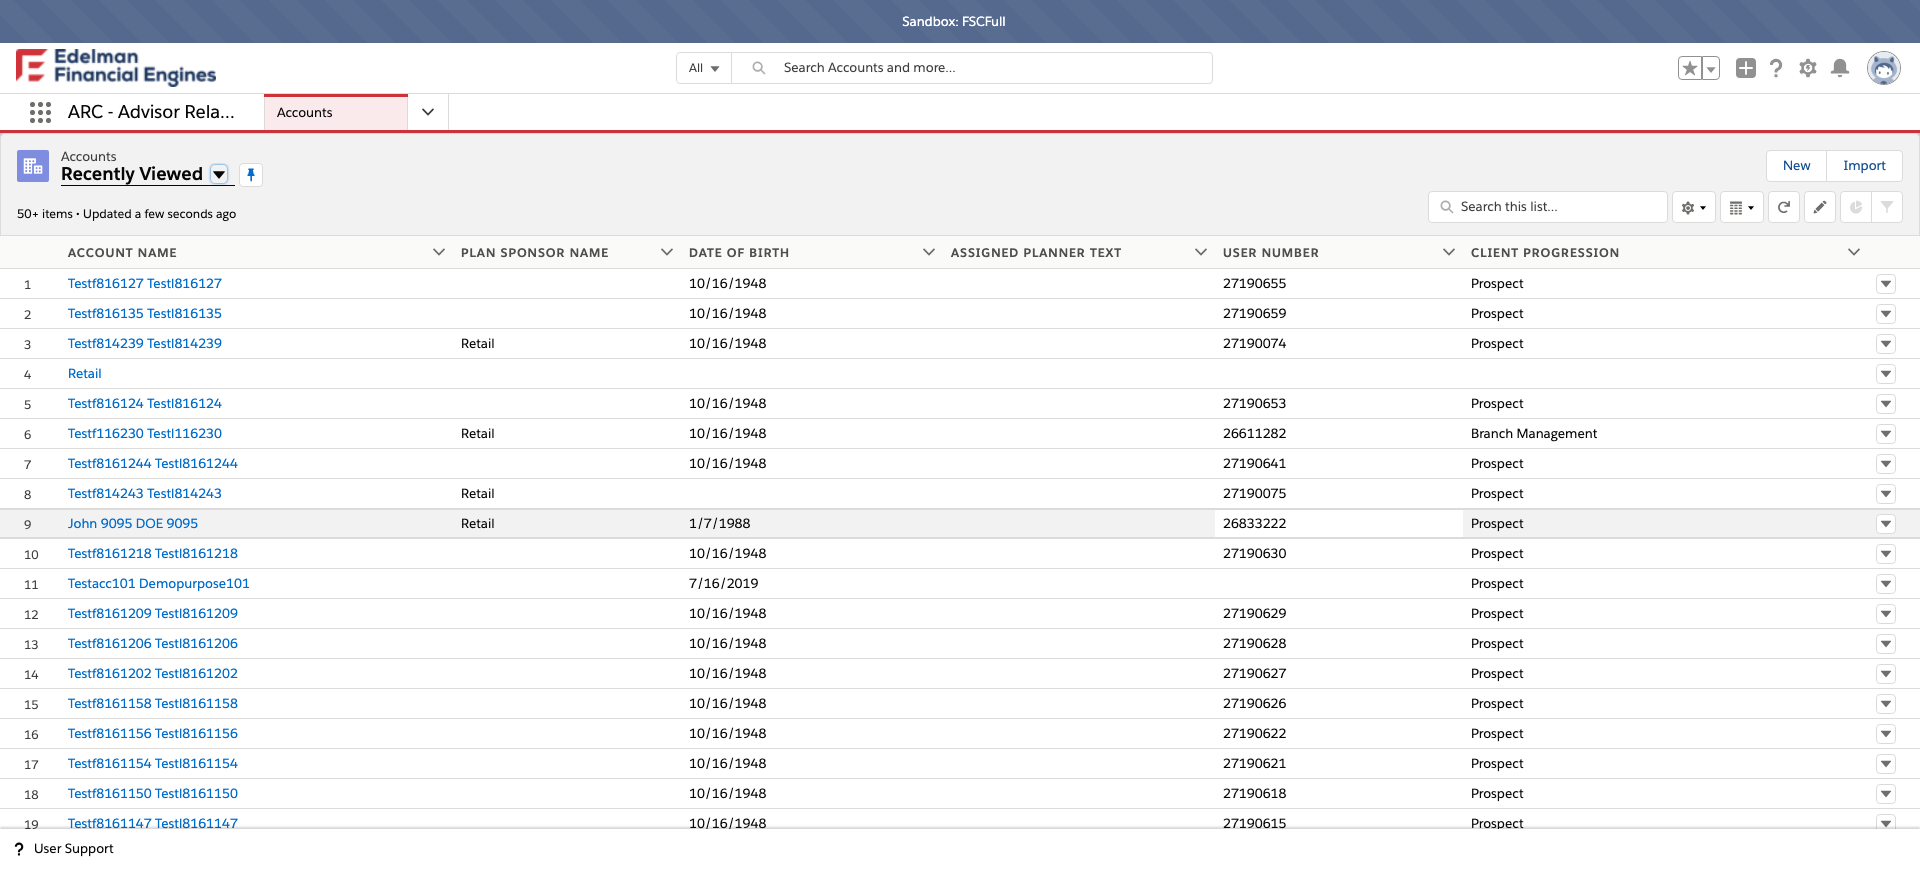 Sandbox: FSCFull
Edelman
Financial Engines
All Search Accounts and more...
ARC - Advisor Rela... Accounts
Accounts
Recently Viewed
New Import
50+ items • Updated a few seconds ago
Search this list...
ACCOUNT NAME PLAN SPONSOR NAME DATE OF BIRTH ASSIGNED PLANNER TEXT USER NUMBER CLIENT PROGRESSION
1 Testf816127 Testl816127 10/16/1948 27190655 Prospect
2 Testf816135 Testl816135 10/16/1948 27190659 Prospect
3 Testf814239 Testl814239 Retail 10/16/1948 27190074 Prospect
4 Retail
5 Testf816124 Testl816124 10/16/1948 27190653 Prospect
6 Testf116230 Testl116230 Retail 10/16/1948 26611282 Branch Management
7 Testf8161244 Testl8161244 10/16/1948 27190641 Prospect
8 Testf814243 Testl814243 Retail 27190075 Prospect
9 John 9095 DOE 9095 Retail 1/7/1988 26833222 Prospect
10 Testf8161218 Testl8161218 10/16/1948 27190630 Prospect
11 Testacc101 Demopurpose101 7/16/2019 Prospect
12 Testf8161209 Testl8161209 10/16/1948 27190629 Prospect
13 Testf8161206 Testl8161206 10/16/1948 27190628 Prospect
14 Testf8161202 Testl8161202 10/16/1948 27190627 Prospect
15 Testf8161158 Testl8161158 10/16/1948 27190626 Prospect
16 Testf8161156 Testl8161156 10/16/1948 27190622 Prospect
17 Testf8161154 Testl8161154 10/16/1948 27190621 Prospect
18 Testf8161150 Testl8161150 10/16/1948 27190618 Prospect
19 Testf8161147 Testl8161147 10/16/1948 27190615 Prospect
? User Support